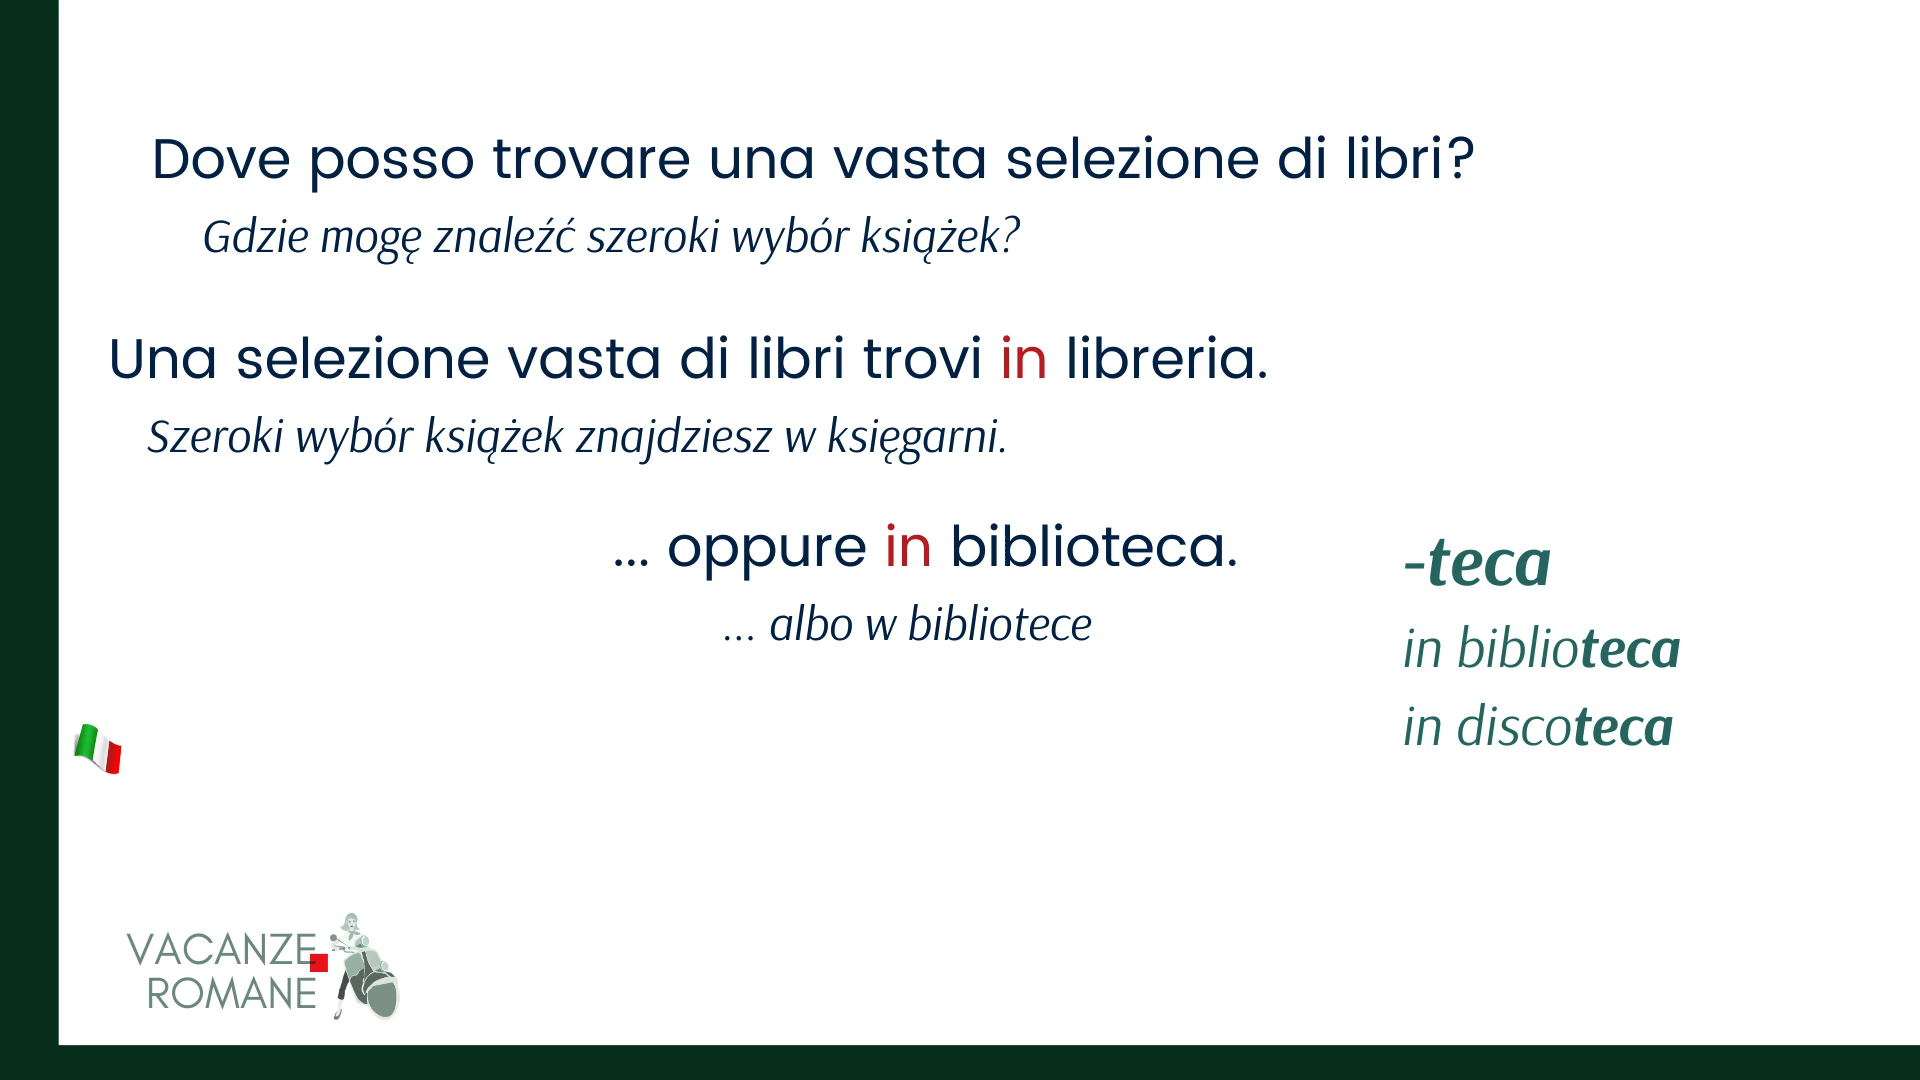 Dove posso trovare una vasta selezione di libri?
Gdzie mogę znaleźć szeroki wybór książek?
Una selezione vasta di libri trovi in libreria.
Szeroki wybór książek znajdziesz w księgarni.
... oppure in biblioteca.
... albo w bibliotece
-teca
in biblioteca
in discoteca
VACANZE
ROMANE